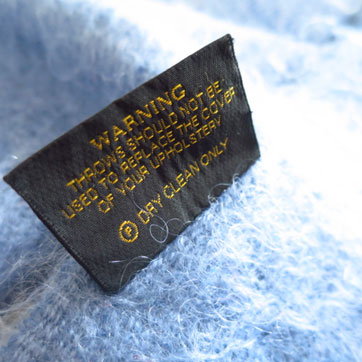 WARNING
THROWS SHOULD NOT BE
USED TO REPLACE THE COVER
OF YOUR UPHOLSTERY
Ⓕ DRY CLEAN ONLY